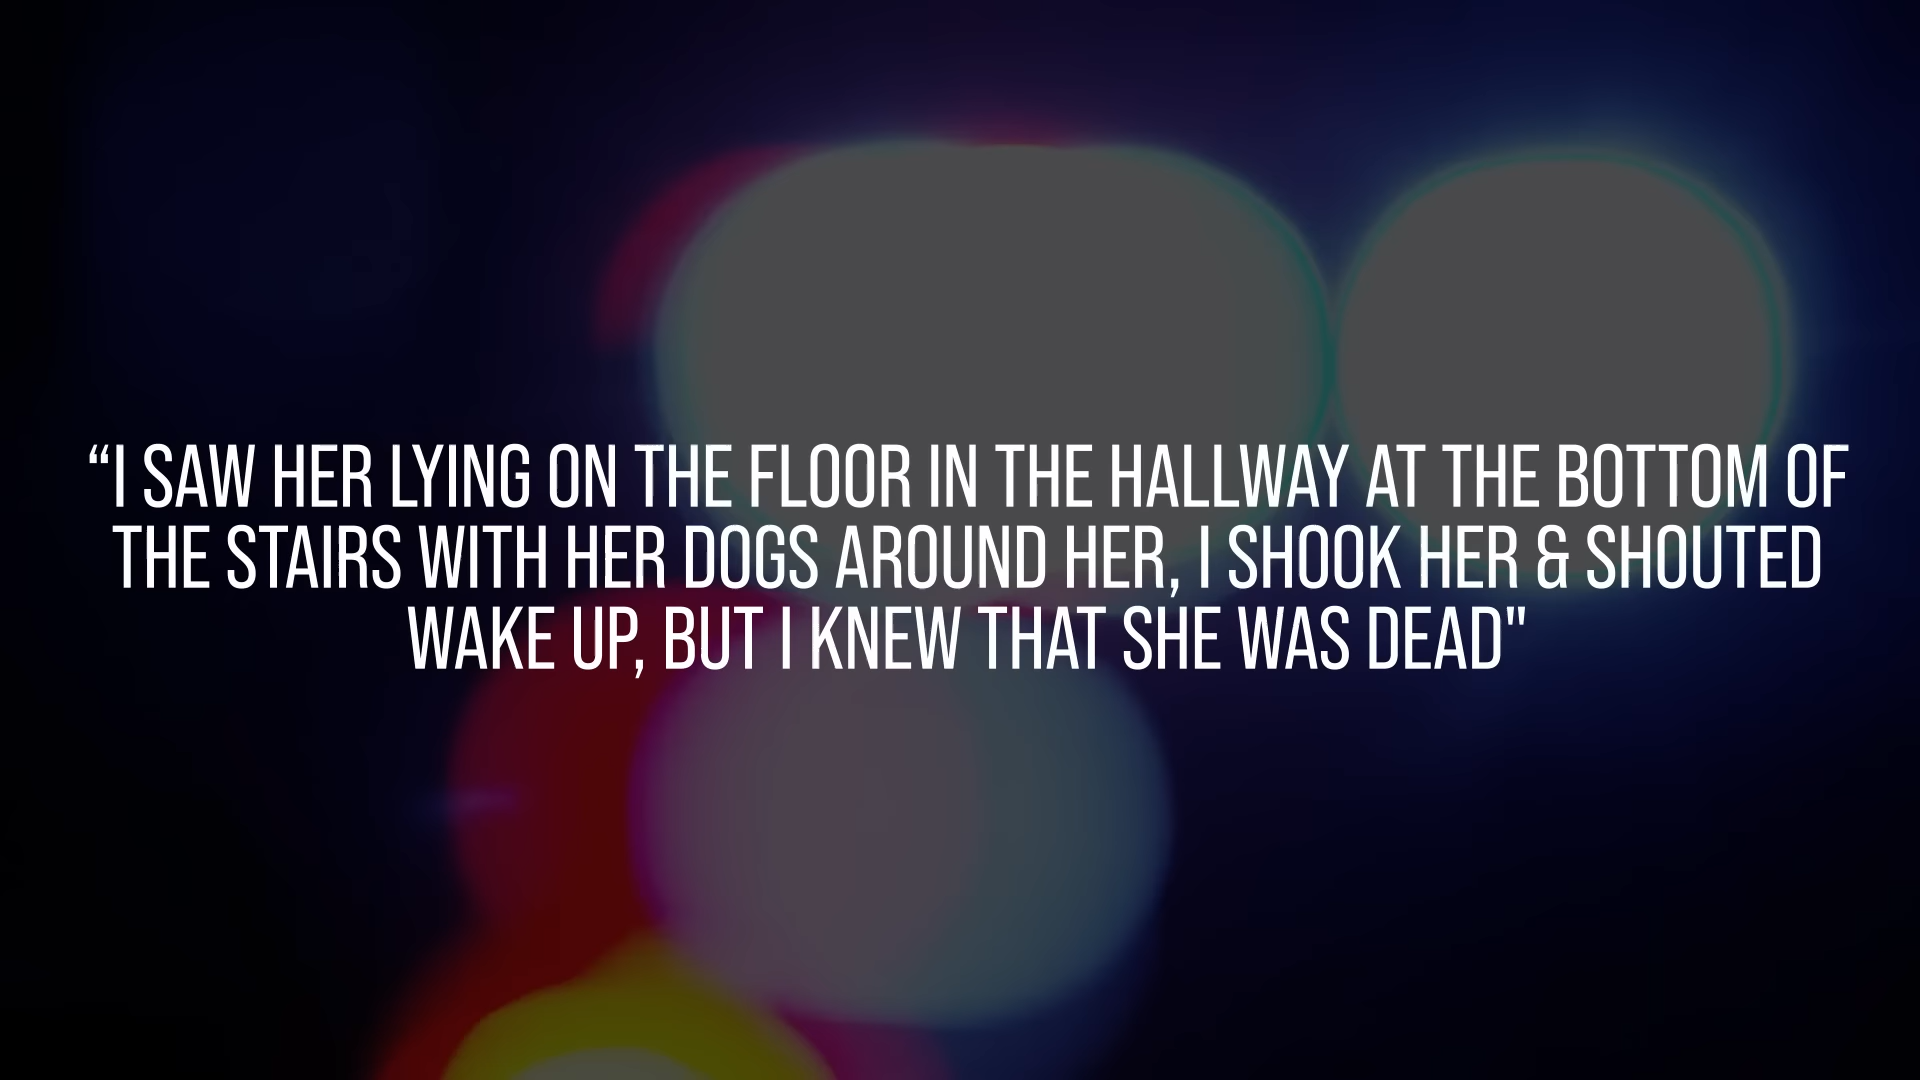 “I SAW HER LYING ON THE FLOOR IN THE HALLWAY AT THE BOTTOM OF
THE STAIRS WITH HER DOGS AROUND HER, I SHOOK HER & SHOUTED
WAKE UP, BUT I KNEW THAT SHE WAS DEAD"